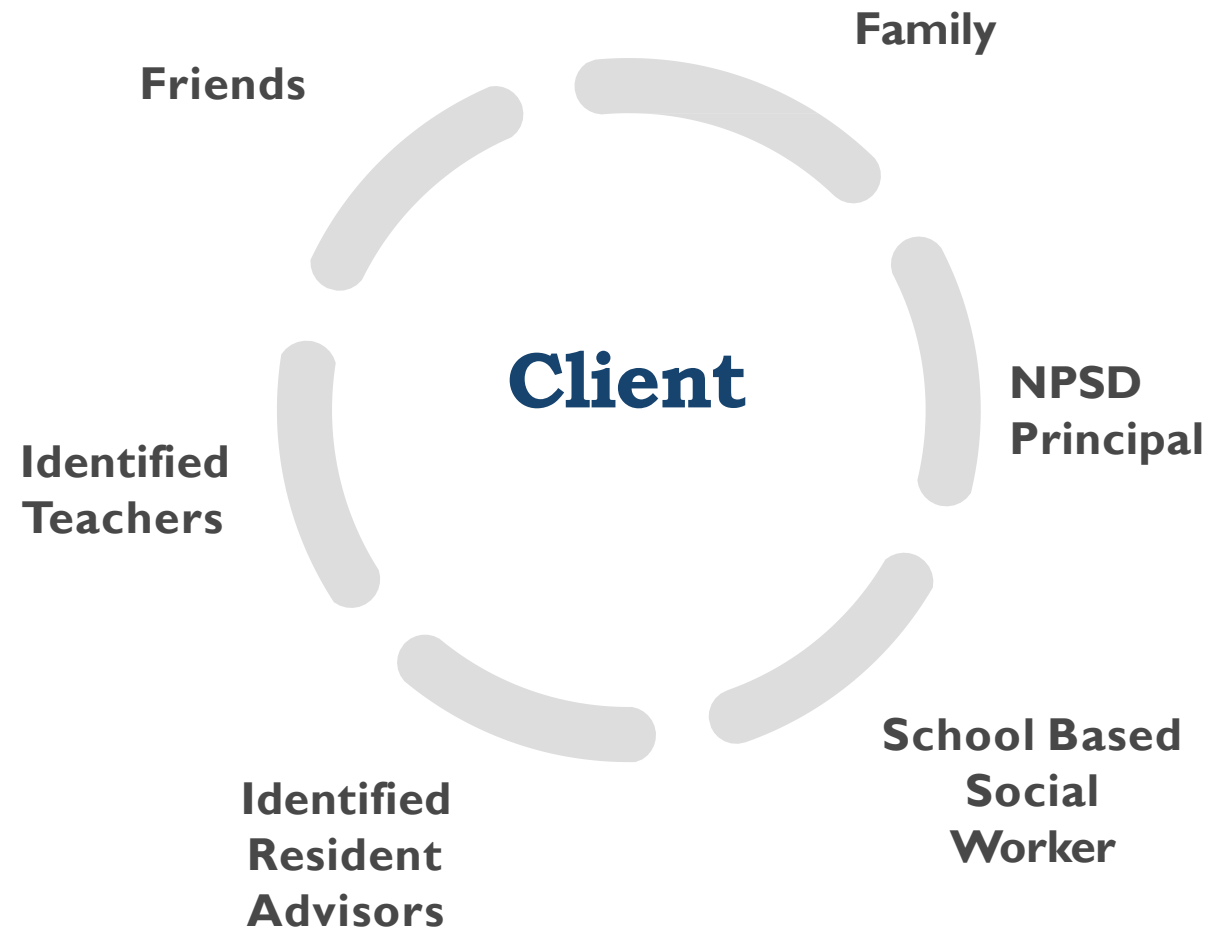 Family
Friends
Client
NPSD
Principal
Identified
Teachers
School Based
Social
Worker
Identified
Resident
Advisors